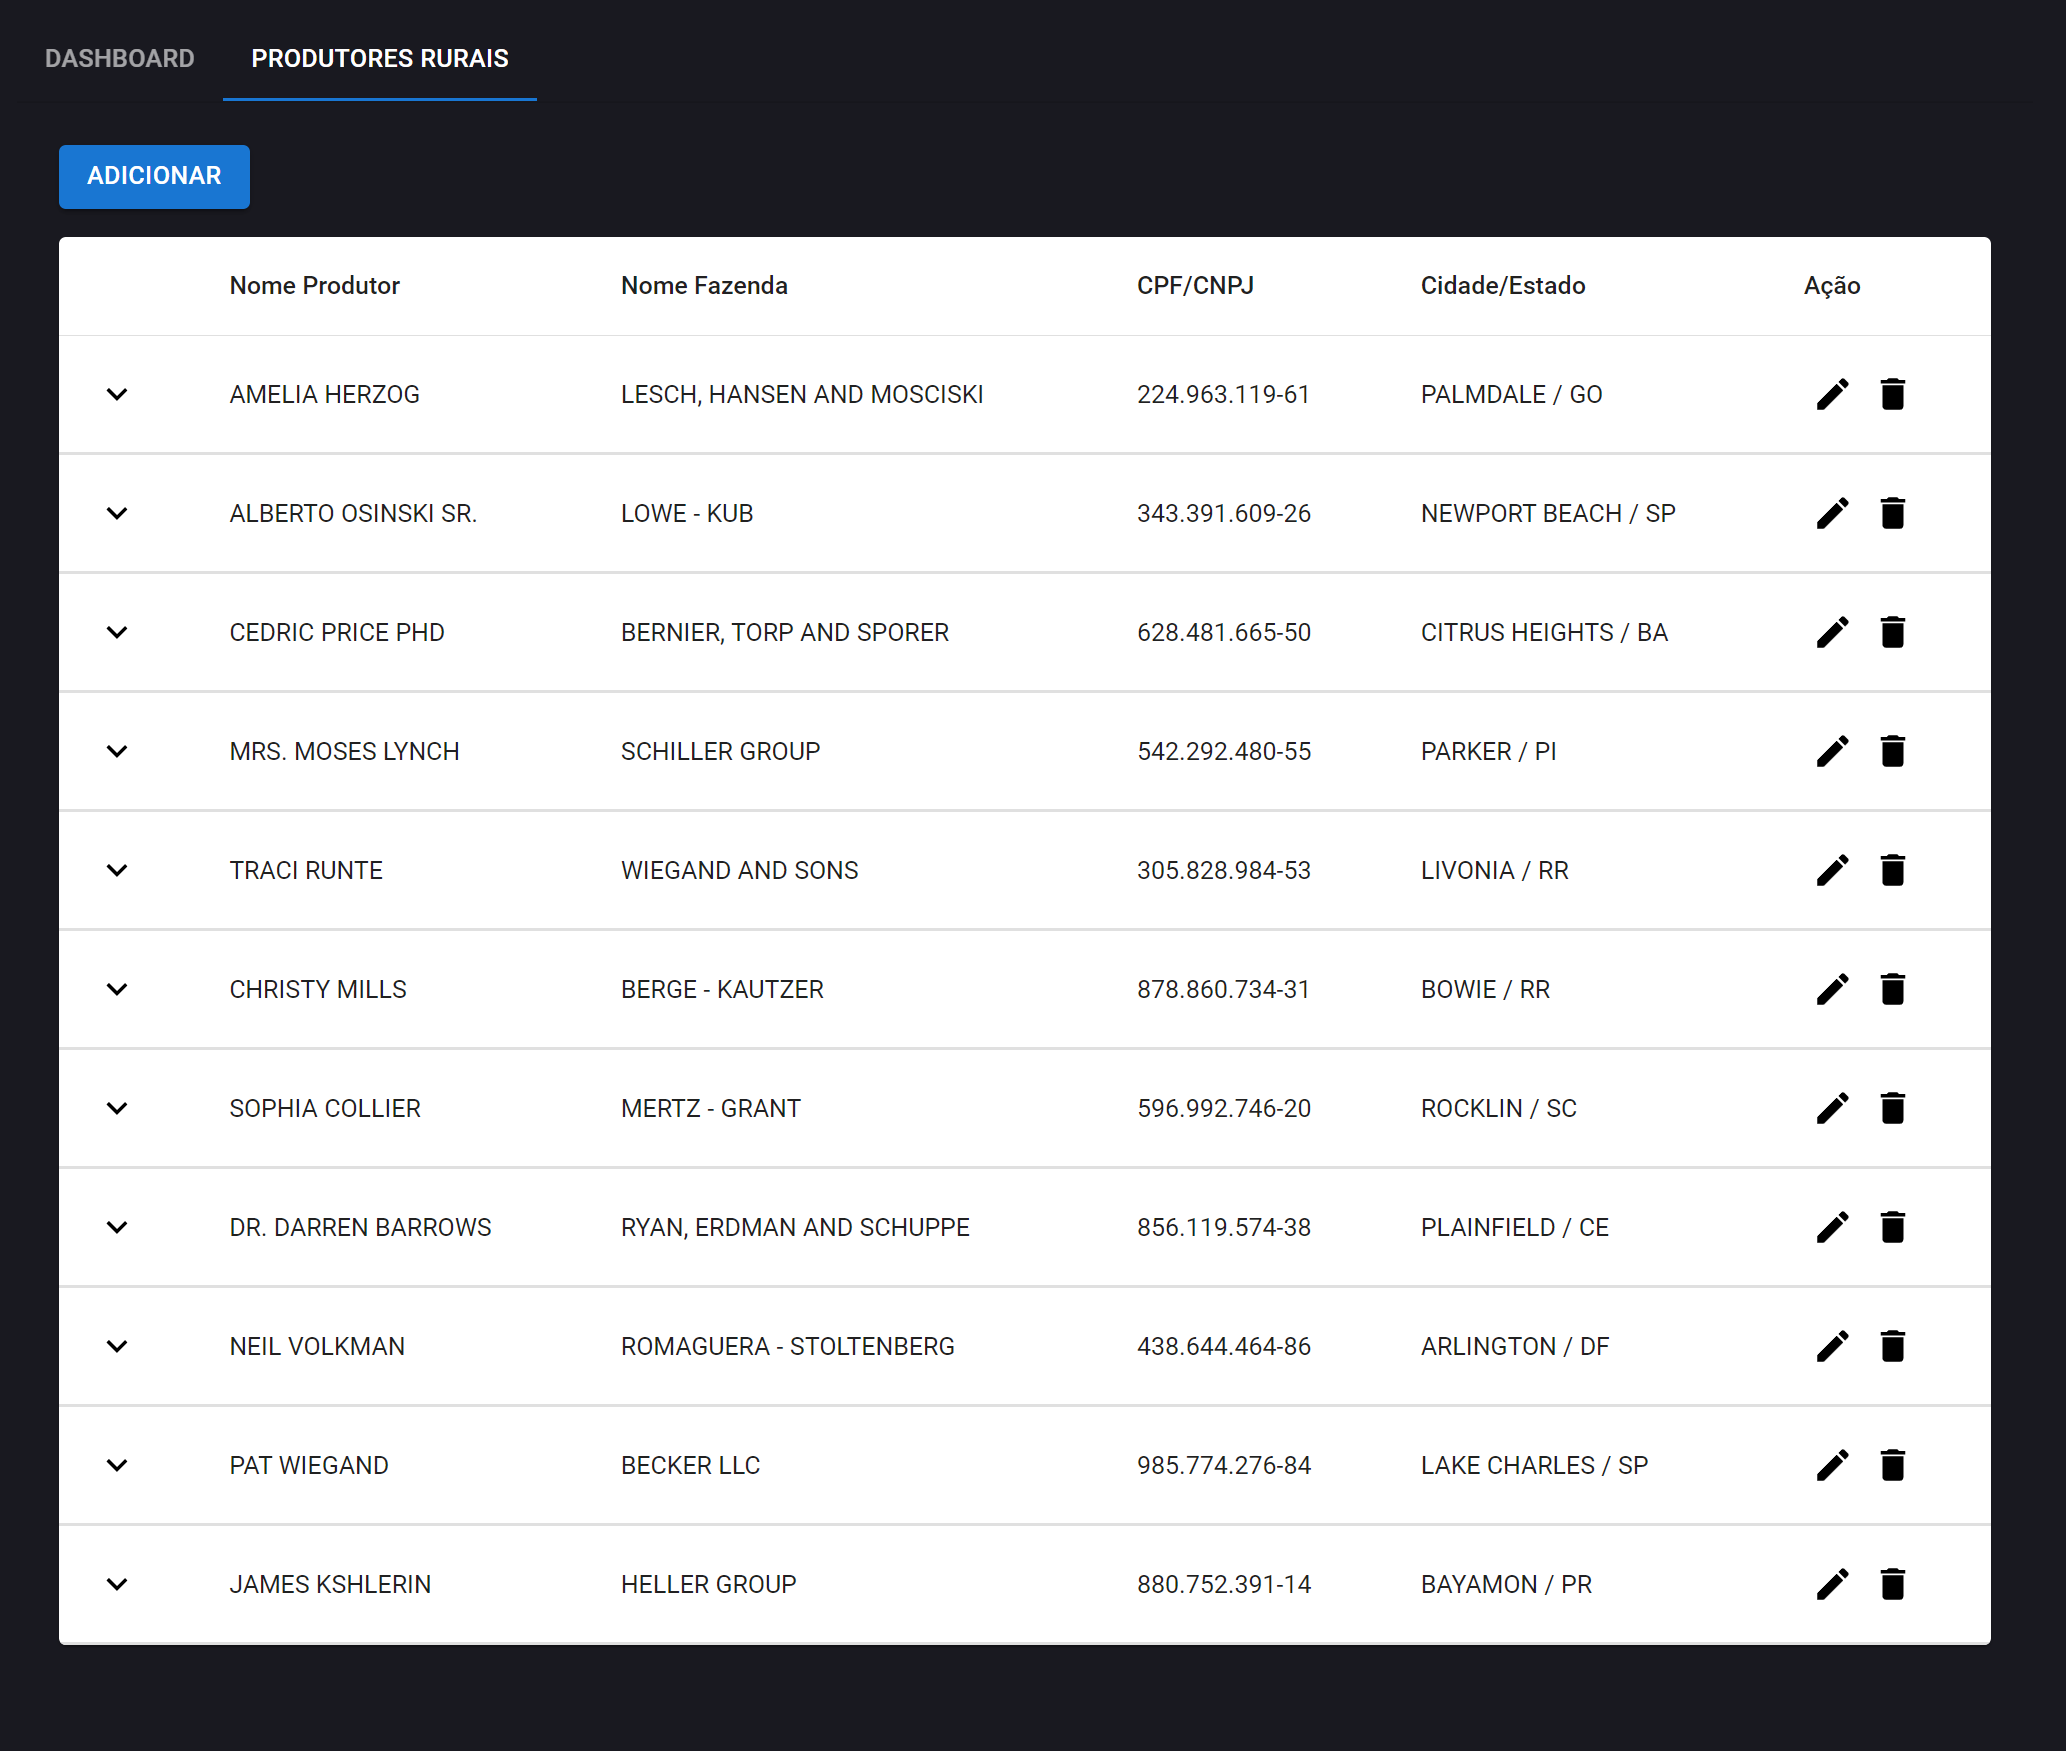 DASHBOARD PRODUTORES RURAIS
ADICIONAR
Nome Produtor Nome Fazenda CPF/CNPJ Cidade/Estado Ação
AMELIA HERZOG LESCH, HANSEN AND MOSCISKI 224.963.119-61 PALMDALE / GO
ALBERTO OSINSKI SR. LOWE - KUB 343.391.609-26 NEWPORT BEACH / SP
CEDRIC PRICE PHD BERNIER, TORP AND SPORER 628.481.665-50 CITRUS HEIGHTS / BA
MRS. MOSES LYNCH SCHILLER GROUP 542.292.480-55 PARKER / PI
TRACI RUNTE WIEGAND AND SONS 305.828.984-53 LIVONIA / RR
CHRISTY MILLS BERGE - KAUTZER 878.860.734-31 BOWIE / RR
SOPHIA COLLIER MERTZ - GRANT 596.992.746-20 ROCKLIN / SC
DR. DARREN BARROWS RYAN, ERDMAN AND SCHUPPE 856.119.574-38 PLAINFIELD / CE
NEIL VOLKMAN ROMAGUERA - STOLTENBERG 438.644.464-86 ARLINGTON / DF
PAT WIEGAND BECKER LLC 985.774.276-84 LAKE CHARLES / SP
JAMES KSHLERIN HELLER GROUP 880.752.391-14 BAYAMON / PR